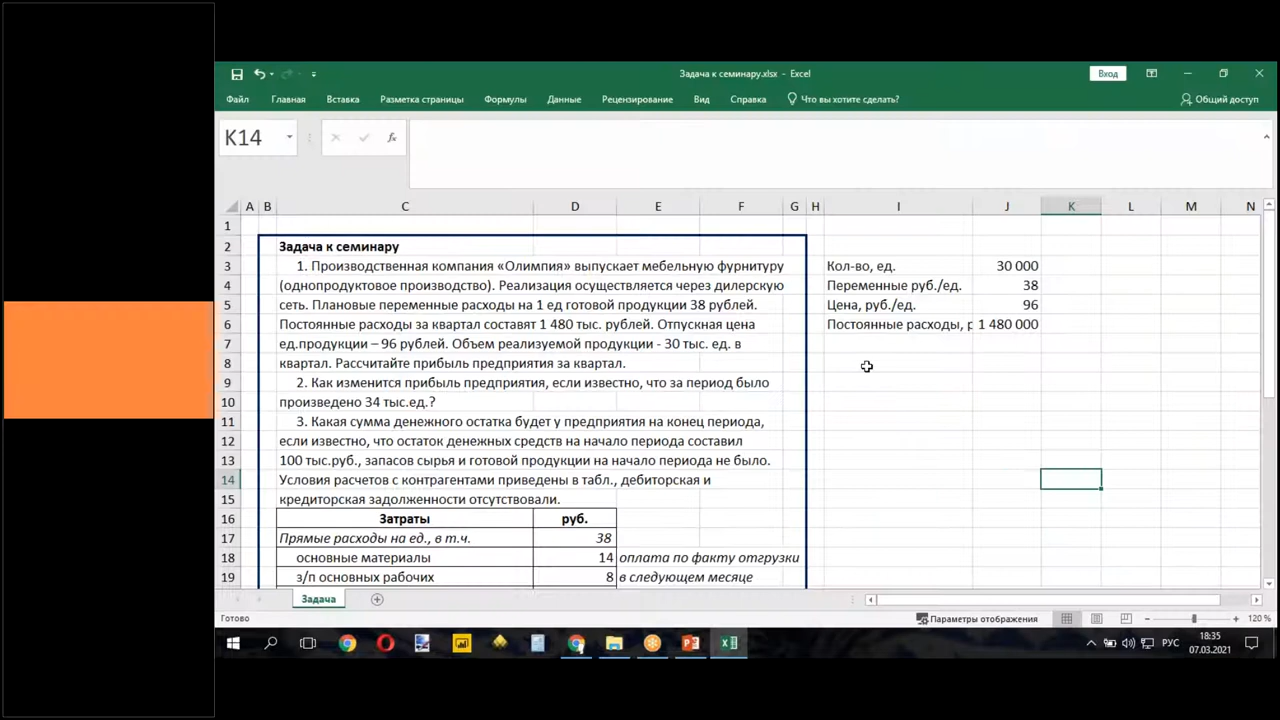 Задача к семинару.xlsx - Excel
Вход
Файл Главная Вставка Разметка страницы Формулы Данные Рецензирование Вид Справка Что вы хотите сделать? Общий доступ
K14
fx
A B C D E F G H I J K L M N
1
2 Задача к семинару
3 1. Производственная компания «Олимпия» выпускает мебельную фурнитуру Кол-во, ед. 30 000
4 (однопродуктовое производство). Реализация осуществляется через дилерскую Переменные руб./ед. 38
5 сеть. Плановые переменные расходы на 1 ед готовой продукции 38 рублей. Цена, руб./ед. 96
6 Постоянные расходы за квартал составят 1 480 тыс. рублей. Отпускная цена Постоянные расходы, р 1 480 000
7 ед.продукции – 96 рублей. Объем реализуемой продукции - 30 тыс. ед. в
8 квартал. Рассчитайте прибыль предприятия за квартал.
9 2. Как изменится прибыль предприятия, если известно, что за период было
10 произведено 34 тыс.ед.?
11 3. Какая сумма денежного остатка будет у предприятия на конец периода,
12 если известно, что остаток денежных средств на начало периода составил
13 100 тыс.руб., запасов сырья и готовой продукции на начало периода не было.
14 Условия расчетов с контрагентами приведены в табл., дебиторская и
15 кредиторская задолженности отсутствовали.
16 Затраты руб.
17 Прямые расходы на ед., в т.ч. 38
18 основные материалы 14 оплата по факту отгрузки
19 з/п основных рабочих 8 в следующем месяце
Задача
Готово Параметры отображения 120 %
РУС 18:35
07.03.2021